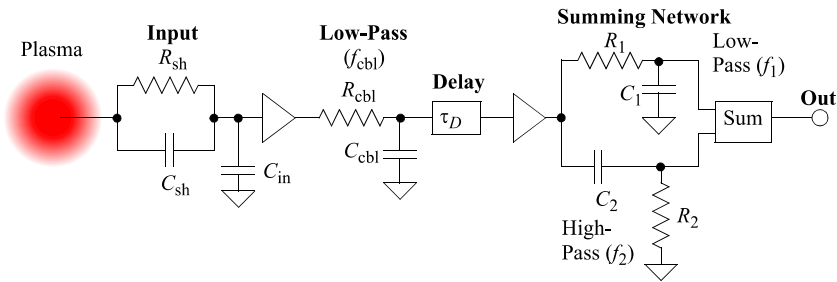 Plasma
Input
R_sh
C_sh
C_in
Low-Pass
(f_cbl)
R_cbl
C_cbl
Delay
τ_D
Summing Network
R_1
C_1
Low-
Pass (f_1)
C_2
R_2
High-
Pass (f_2)
Sum
Out